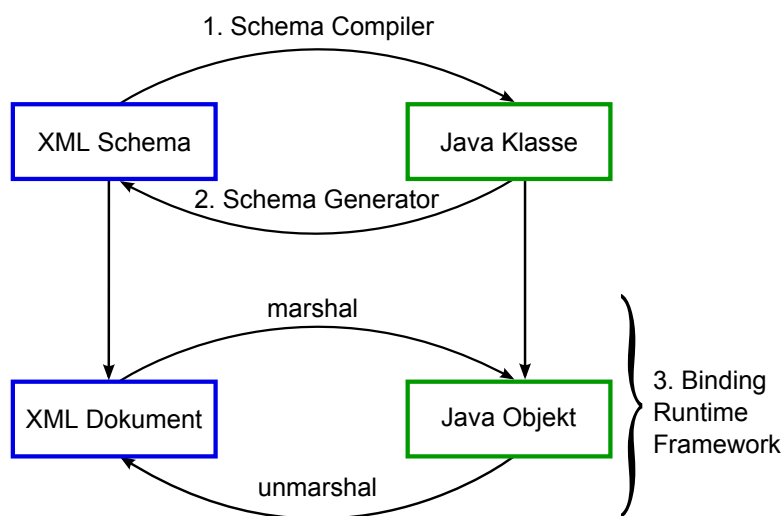 1. Schema Compiler
XML Schema
Java Klasse
2. Schema Generator
marshal
XML Dokument
Java Objekt
3. Binding
Runtime
Framework
unmarshal